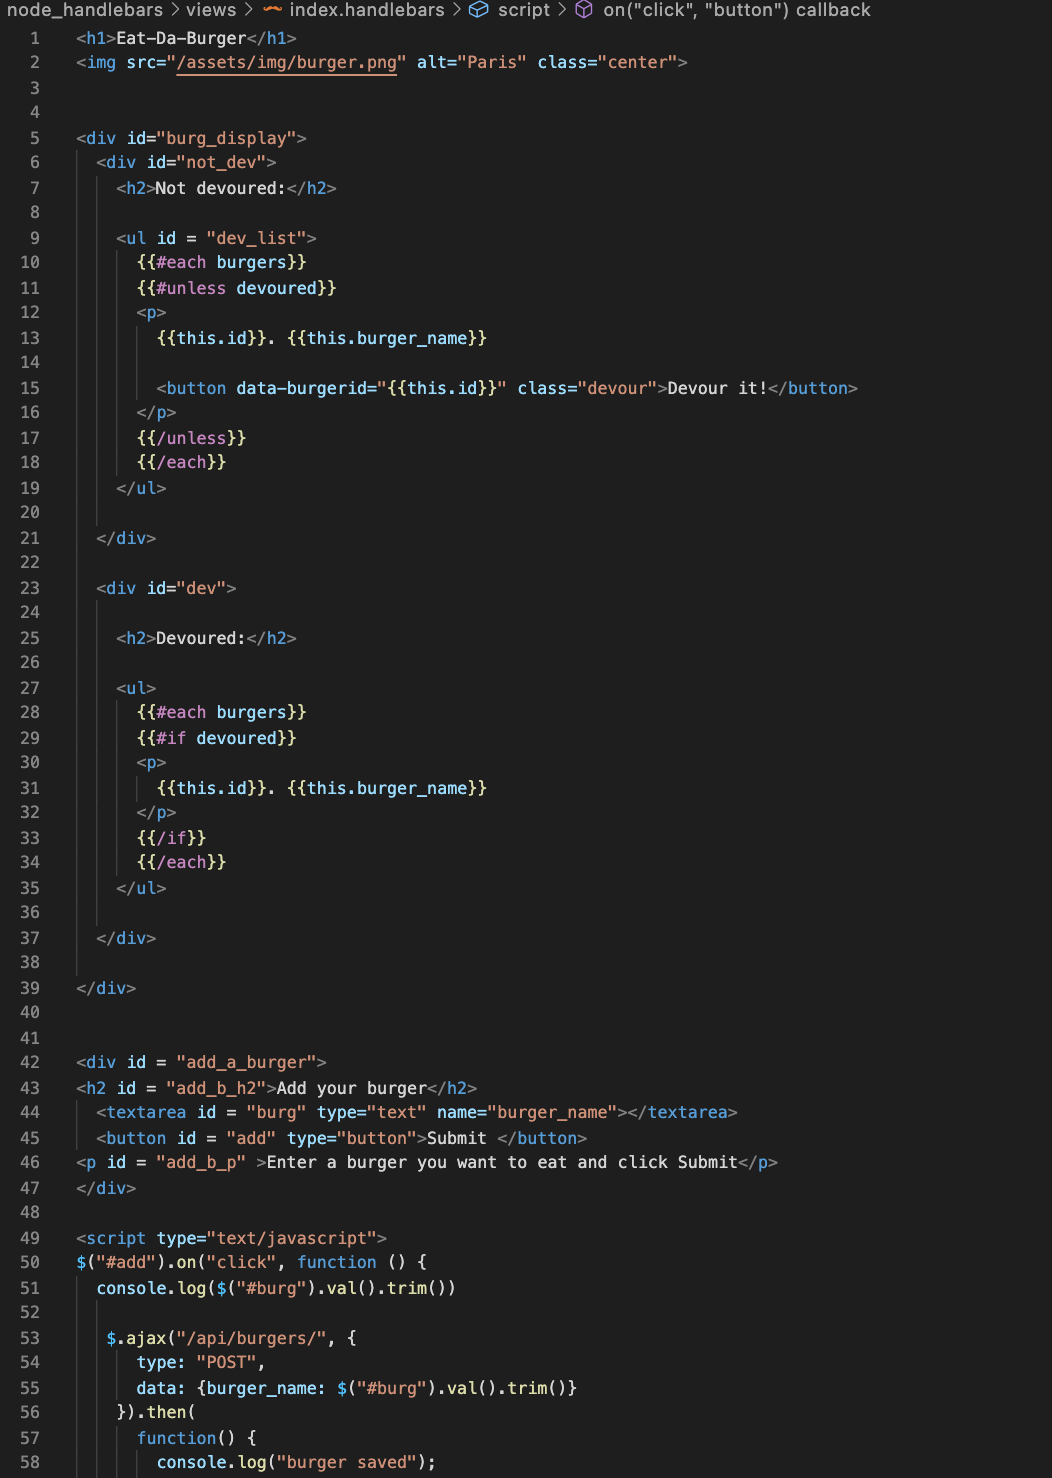 node_handlebars > views > index.handlebars > script > on("click", "button") callback
1 <h1>Eat-Da-Burger</h1>
2 <img src="/assets/img/burger.png" alt="Paris" class="center">
3
4
5 <div id="burg_display">
6 <div id="not_dev">
7 <h2>Not devoured:</h2>
8
9 <ul id = "dev_list">
10 {{#each burgers}}
11 {{#unless devoured}}
12 <p>
13 {{this.id}}. {{this.burger_name}}
14
15 <button data-burgerid="{{this.id}}" class="devour">Devour it!</button>
16 </p>
17 {{/unless}}
18 {{/each}}
19 </ul>
20
21 </div>
22
23 <div id="dev">
24
25 <h2>Devoured:</h2>
26
27 <ul>
28 {{#each burgers}}
29 {{#if devoured}}
30 <p>
31 {{this.id}}. {{this.burger_name}}
32 </p>
33 {{/if}}
34 {{/each}}
35 </ul>
36
37 </div>
38
39 </div>
40
41
42 <div id = "add_a_burger">
43 <h2 id = "add_b_h2">Add your burger</h2>
44 <textarea id = "burg" type="text" name="burger_name"></textarea>
45 <button id = "add" type="button">Submit </button>
46 <p id = "add_b_p" >Enter a burger you want to eat and click Submit</p>
47 </div>
48
49 <script type="text/javascript">
50 $("#add").on("click", function () {
51 console.log($("#burg").val().trim())
52
53 $.ajax("/api/burgers/", {
54 type: "POST",
55 data: {burger_name: $("#burg").val().trim()}
56 }).then(
57 function() {
58 console.log("burger saved");